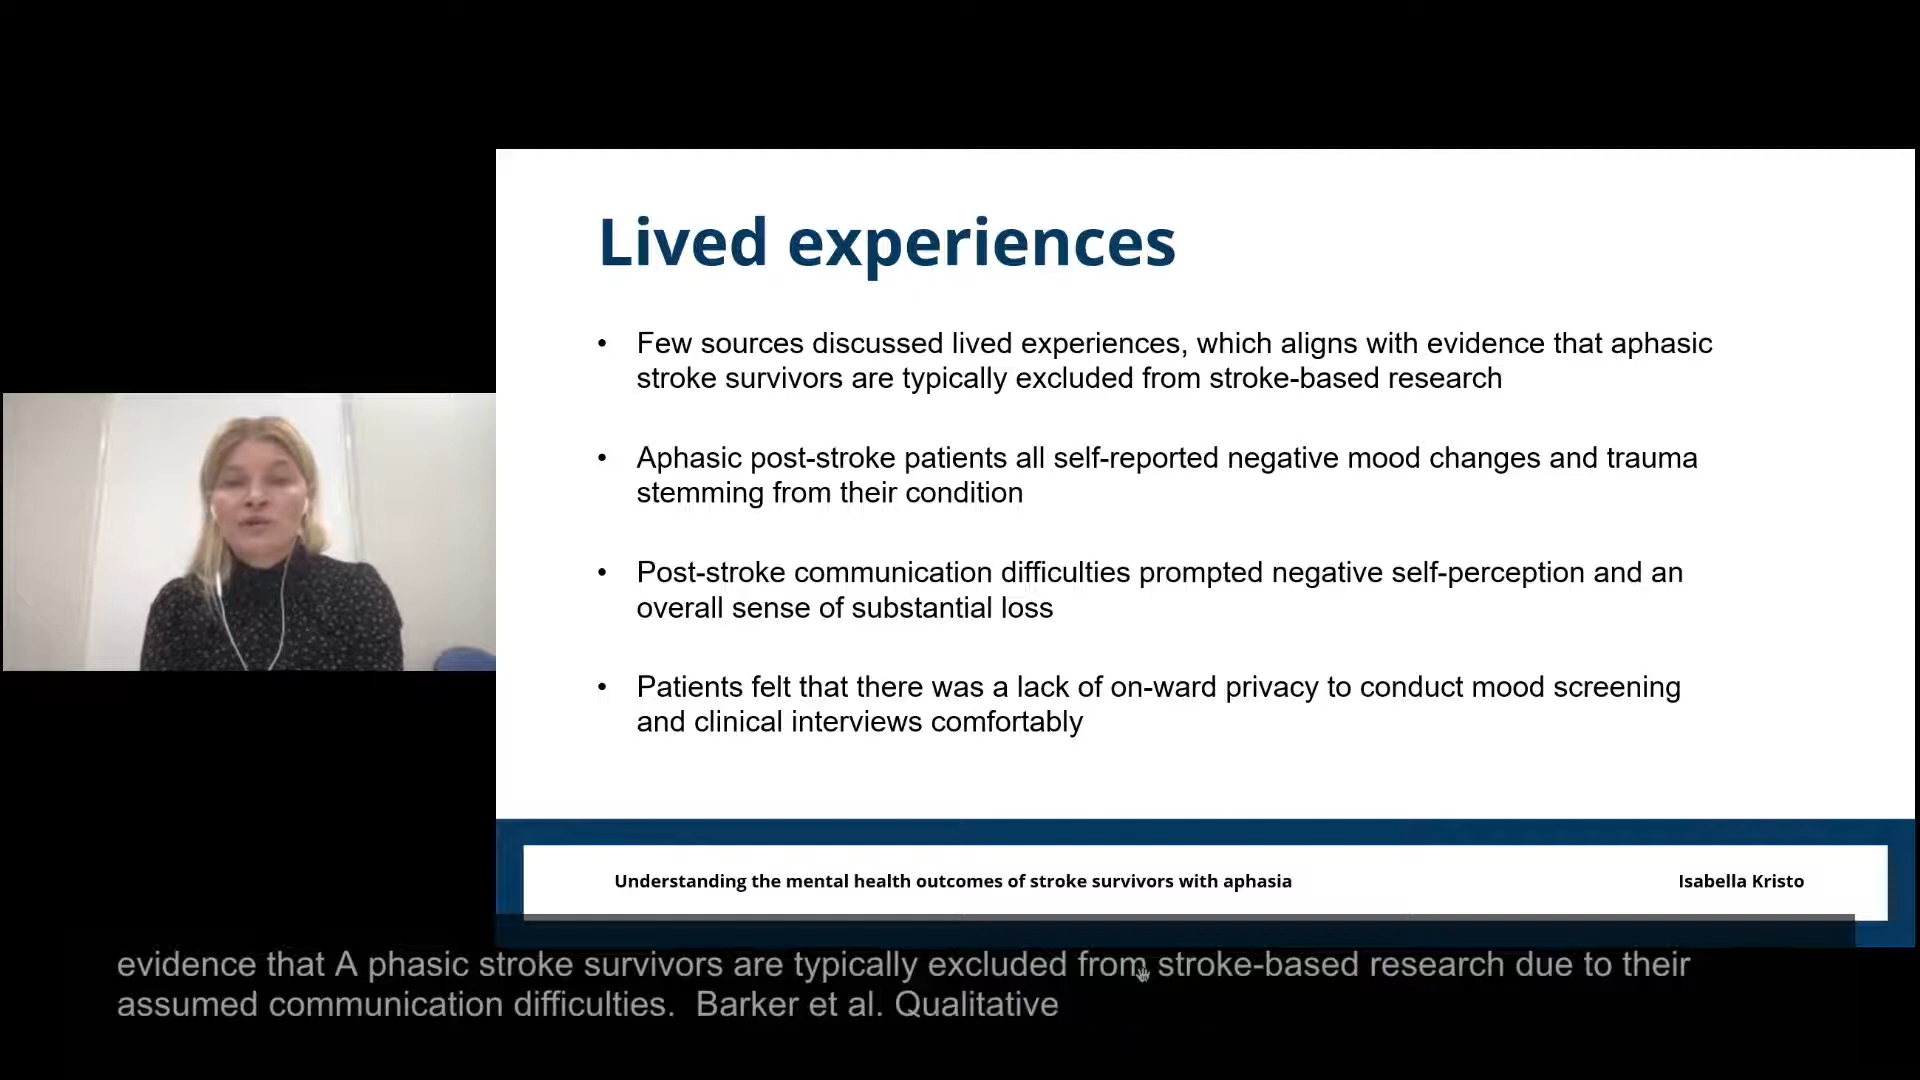 Lived experiences
• Few sources discussed lived experiences, which aligns with evidence that aphasic
stroke survivors are typically excluded from stroke-based research
• Aphasic post-stroke patients all self-reported negative mood changes and trauma
stemming from their condition
• Post-stroke communication difficulties prompted negative self-perception and an
overall sense of substantial loss
• Patients felt that there was a lack of on-ward privacy to conduct mood screening
and clinical interviews comfortably
Understanding the mental health outcomes of stroke survivors with aphasia
Isabella Kristo
evidence that A phasic stroke survivors are typically excluded from stroke-based research due to their
assumed communication difficulties.  Barker et al. Qualitative